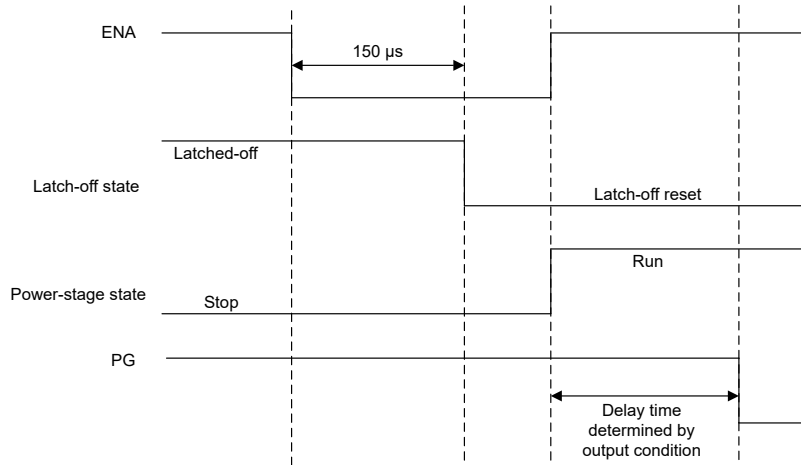 ENA
150 µs
Latched-off
Latch-off state
Latch-off reset
Run
Power-stage state
Stop
PG
Delay time
determined by
output condition